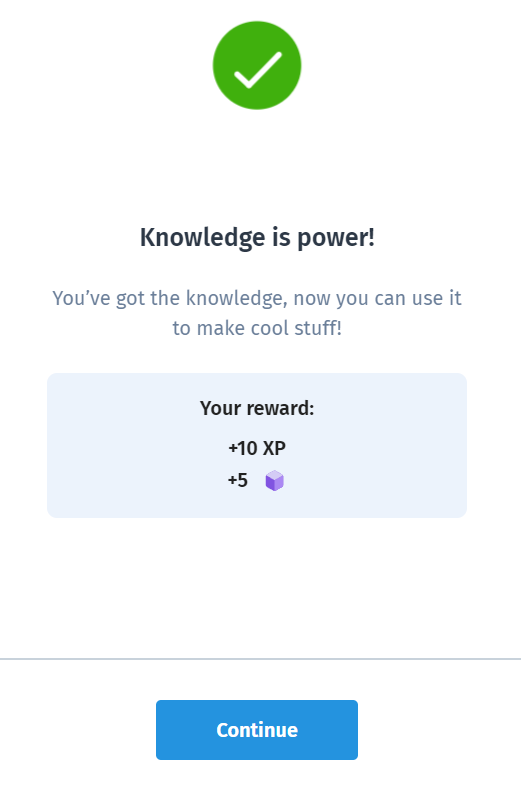 Knowledge is power!
You’ve got the knowledge, now you can use it
to make cool stuff!
Your reward:
+10 XP
+5
Continue